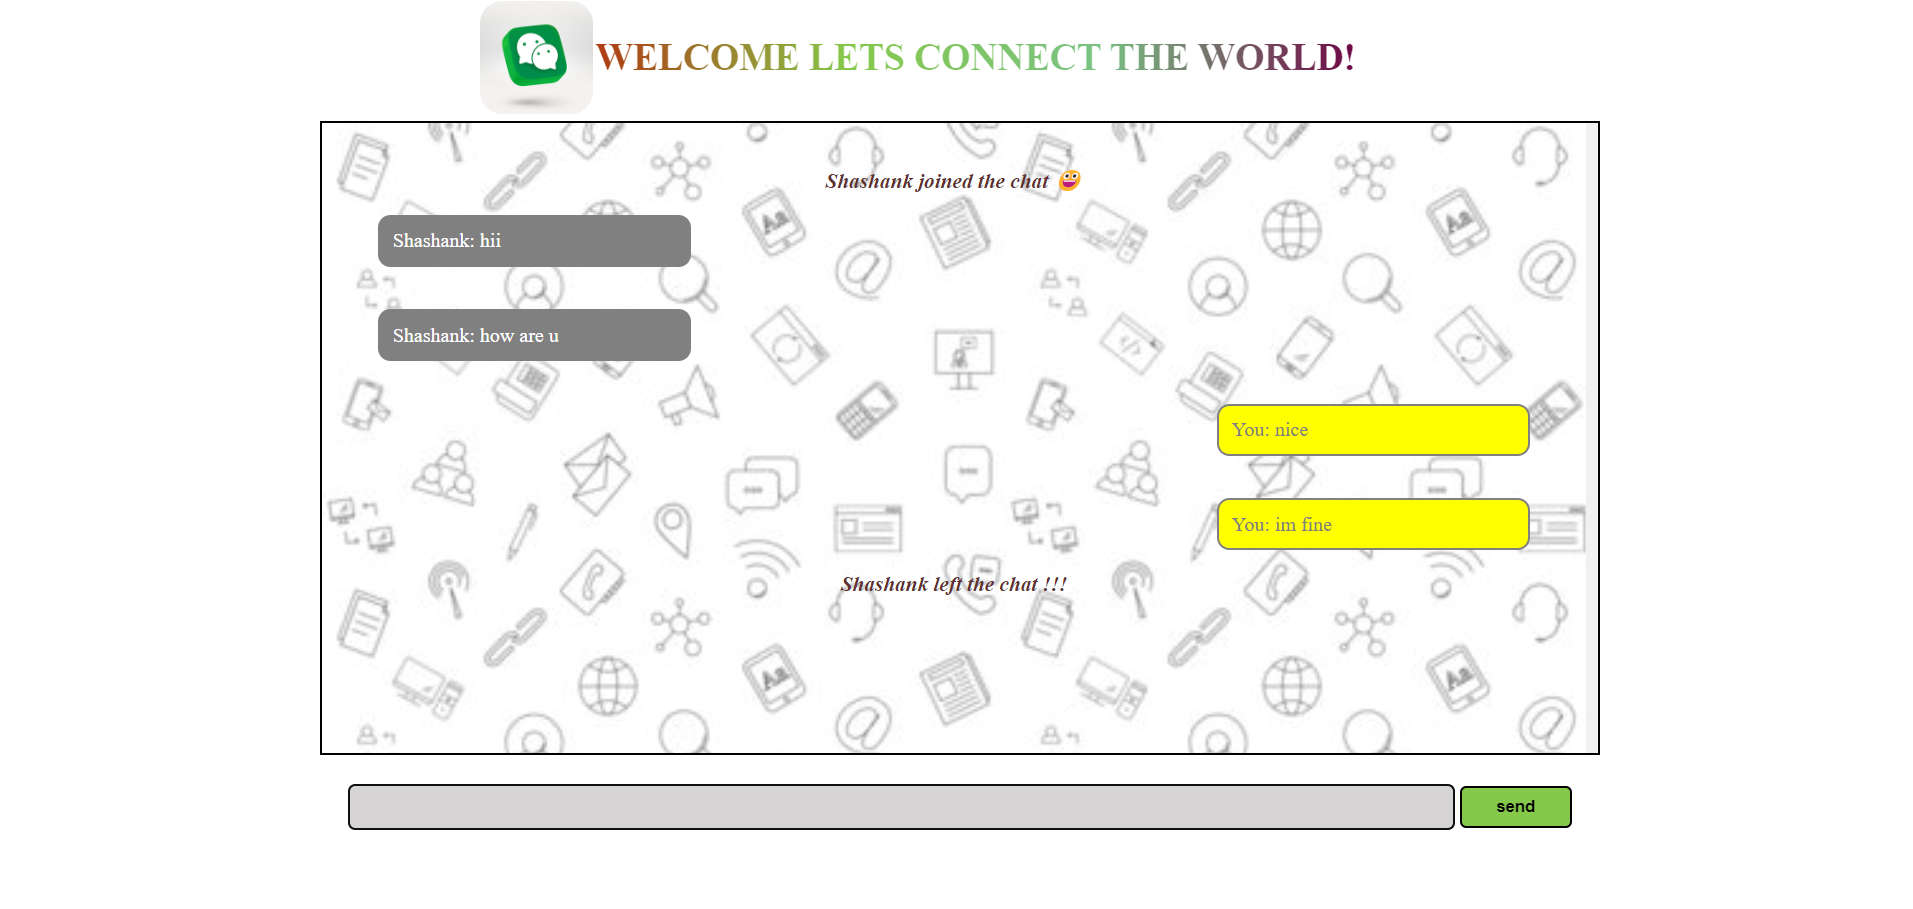 WELCOME LETS CONNECT THE WORLD!
Shashank joined the chat 😀
Shashank: hii
Shashank: how are u
You: nice
You: im fine
Shashank left the chat !!!
send